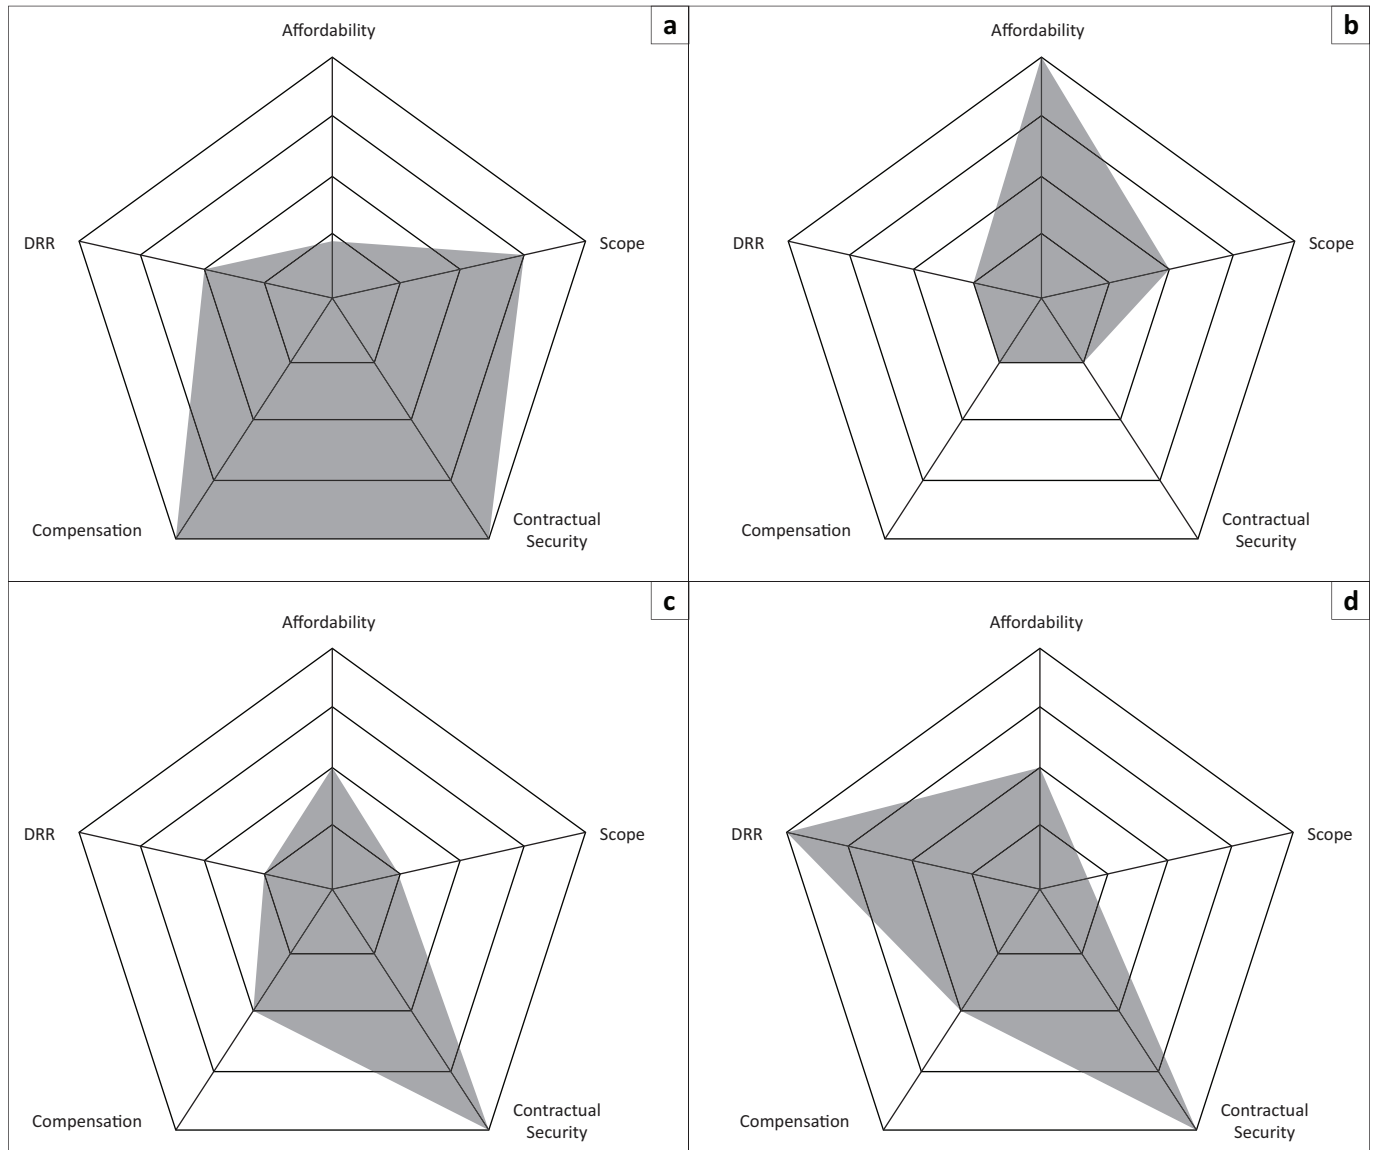 a
Affordability
DRR
Scope
Compensation
Contractual
Security
b
Affordability
DRR
Scope
Compensation
Contractual
Security
c
Affordability
DRR
Scope
Compensation
Contractual
Security
d
Affordability
DRR
Scope
Compensation
Contractual
Security